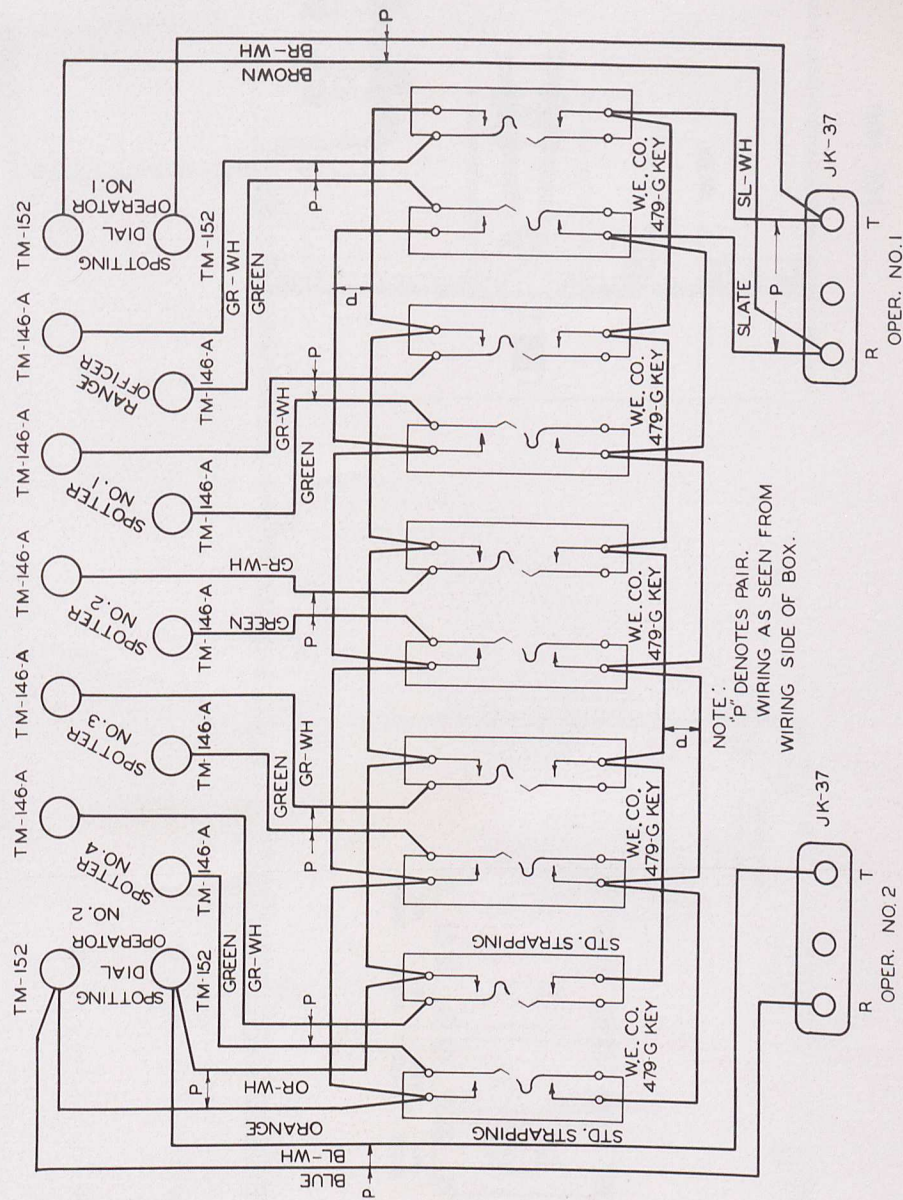 TM-152
SPOTTING
DIAL
OPERATOR
NO.2
TM-152
TM-146-A
SPOTTER
NO.4
TM-146-A
TM-146-A
SPOTTER
NO.3
TM-146-A
TM-146-A
SPOTTER
NO.2
TM-146-A
TM-146-A
SPOTTER
NO.1
TM-146-A
TM-146-A
RANGE
OFFICER
TM-146-A
TM-152
SPOTTING
DIAL
OPERATOR
NO.1
TM-152
BLUE
BL-WH
P
ORANGE
OR-WH
P
GREEN
GR-WH
P
GREEN
GR-WH
P
GREEN
GR-WH
P
GREEN
GR-WH
P
GR-WH
GREEN
P
BROWN
BR-WH
P
P
STD. STRAPPING
STD. STRAPPING
W.E. CO.
479-G KEY
W.E. CO.
479-G KEY
W.E. CO.
479-G KEY
W.E. CO.
479-G KEY
W.E. CO.
479-G KEY
P
SLATE
SL-WH
P
NOTE:
"P" DENOTES PAIR.
WIRING AS SEEN FROM
WIRING SIDE OF BOX.
JK-37
R
T
OPER. NO.2
JK-37
R
T
OPER. NO.1